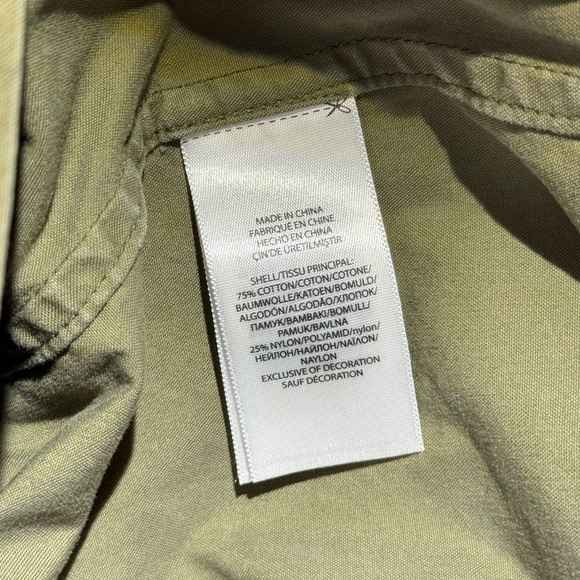 MADE IN CHINA
FABRIQUÉ EN CHINE
HECHO EN CHINA
ÇİN'DE ÜRETİLMİŞTİR
SHELL/TISSU PRINCIPAL:
75% COTTON/COTON/COTONE/
BAUMWOLLE/KATOEN/BOMULD/
ALGODÓN/ALGODÃO/ХЛОПОК/
ПАМУК/BAMBAKI/BOMULL/
PAMUK/BAVLNA
25% NYLON/POLYAMID/nylon/
НЕЙЛОН/НАЙЛОН/NAÏLON/
NAYLON
EXCLUSIVE OF DECORATION
SAUF DÉCORATION